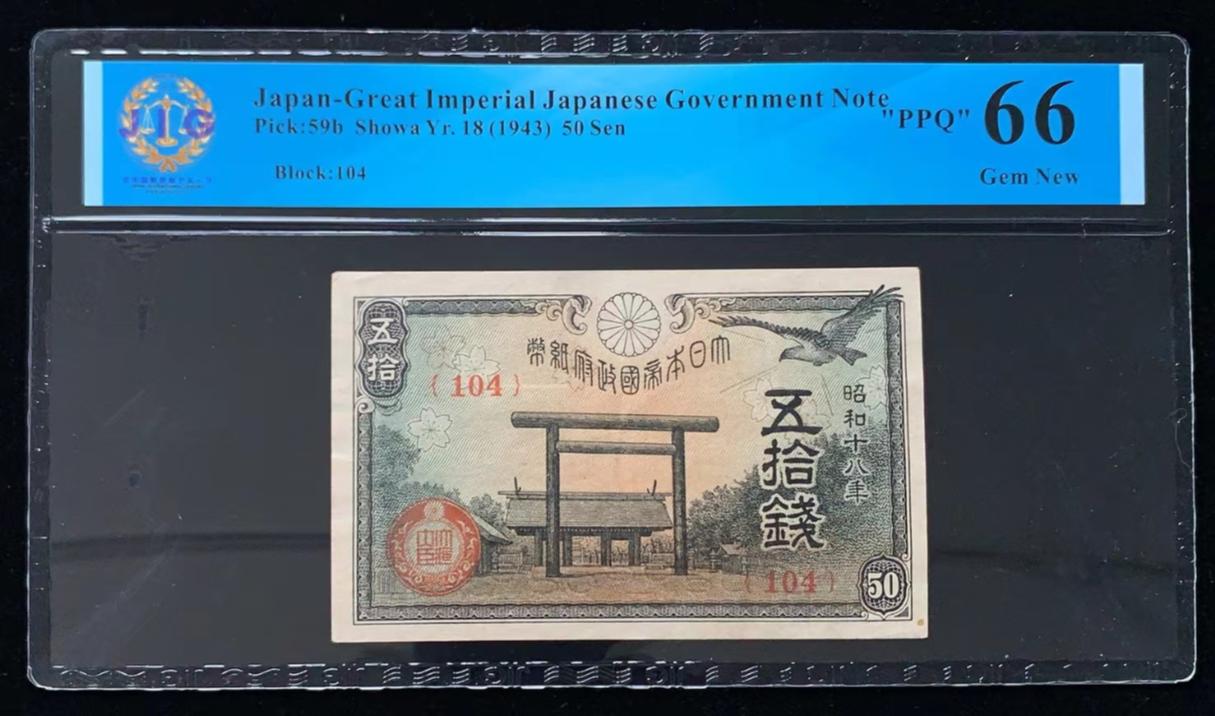 Japan-Great Imperial Japanese Government Note
Pick:59b Showa Yr. 18 (1943) 50 Sen
Block:104
"PPQ" 66
Gem New
JIG
五拾
大日本帝國政府紙幣
{104}
昭和十八年
五拾錢
{104}
50